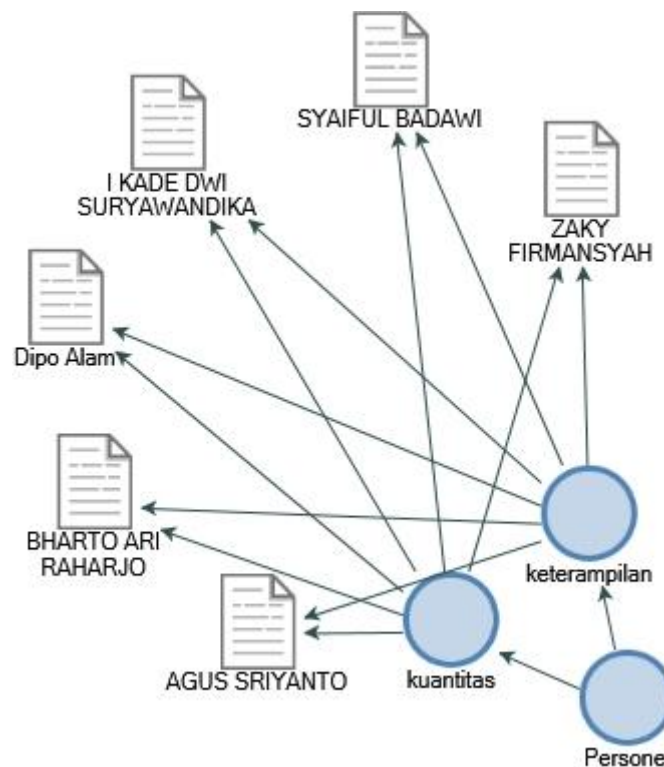 SYAIFUL BADAWI
I KADE DWI
SURYAWANDIKA
ZAKY
FIRMANSYAH
Dipo Alam
BHARTO ARI
RAHARJO
keterampilan
AGUS SRIYANTO
kuantitas
Persone